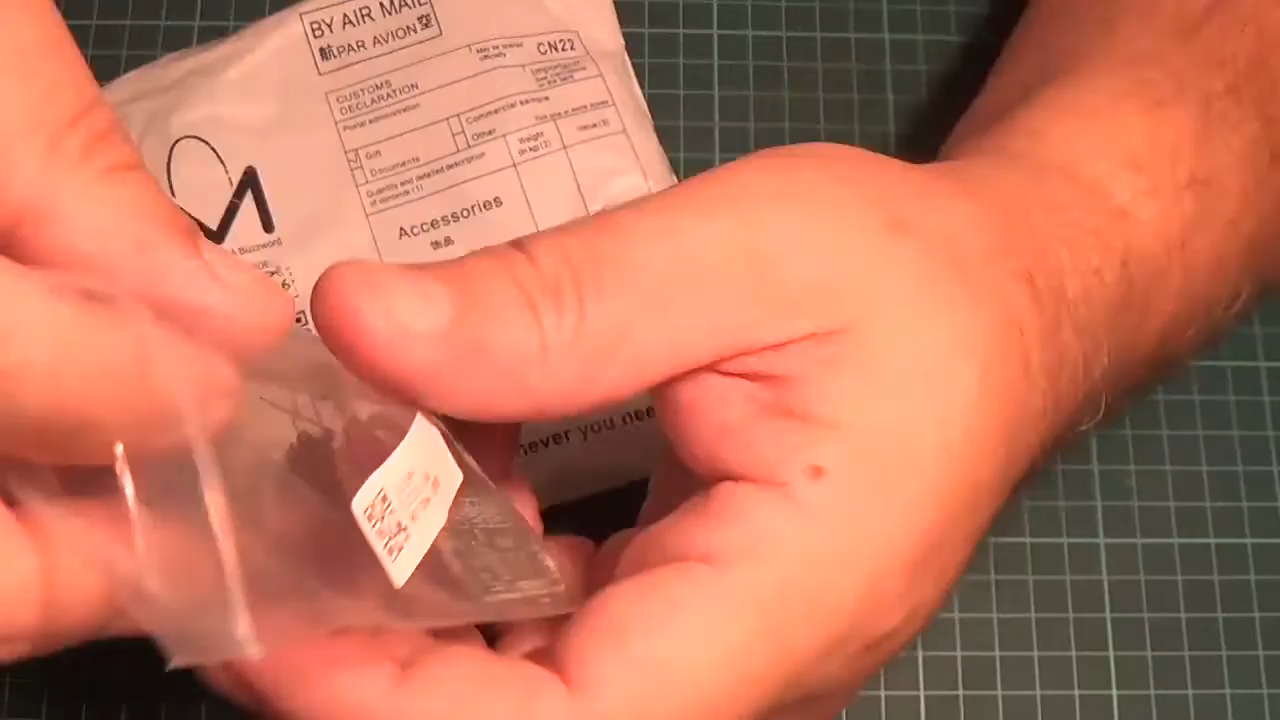 BY AIR MAIL
航PAR AVION空
CUSTOMS
DECLARATION
May be opened
officially
CN22
Postal administration
Gift
Commercial sample
Documents
Other
Quantity and detailed description
of contents (1)
Weight
(in kg)(2)
Value(3)
Accessories
饰品
A Buzzword
never you nee